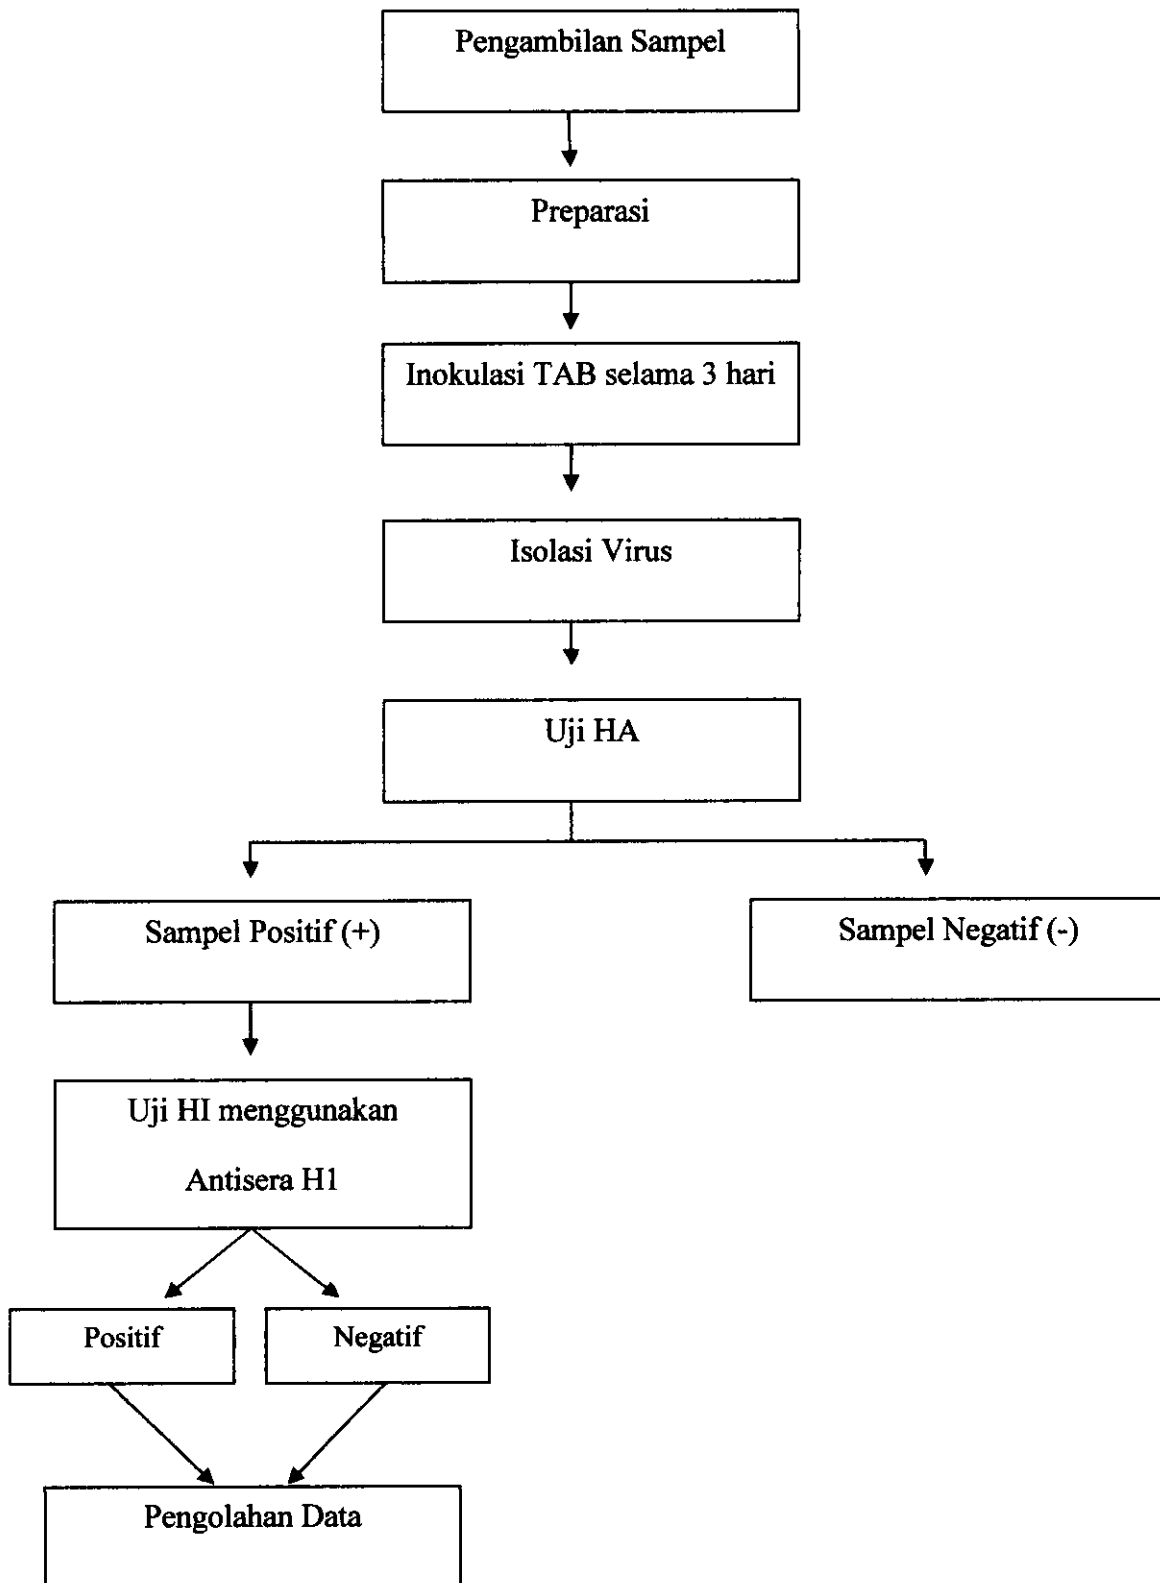 Pengambilan Sampel
Preparasi
Inokulasi TAB selama 3 hari
Isolasi Virus
Uji HA
Sampel Positif (+)
Sampel Negatif (-)
Uji HI menggunakan
Antisera H1
Positif
Negatif
Pengolahan Data